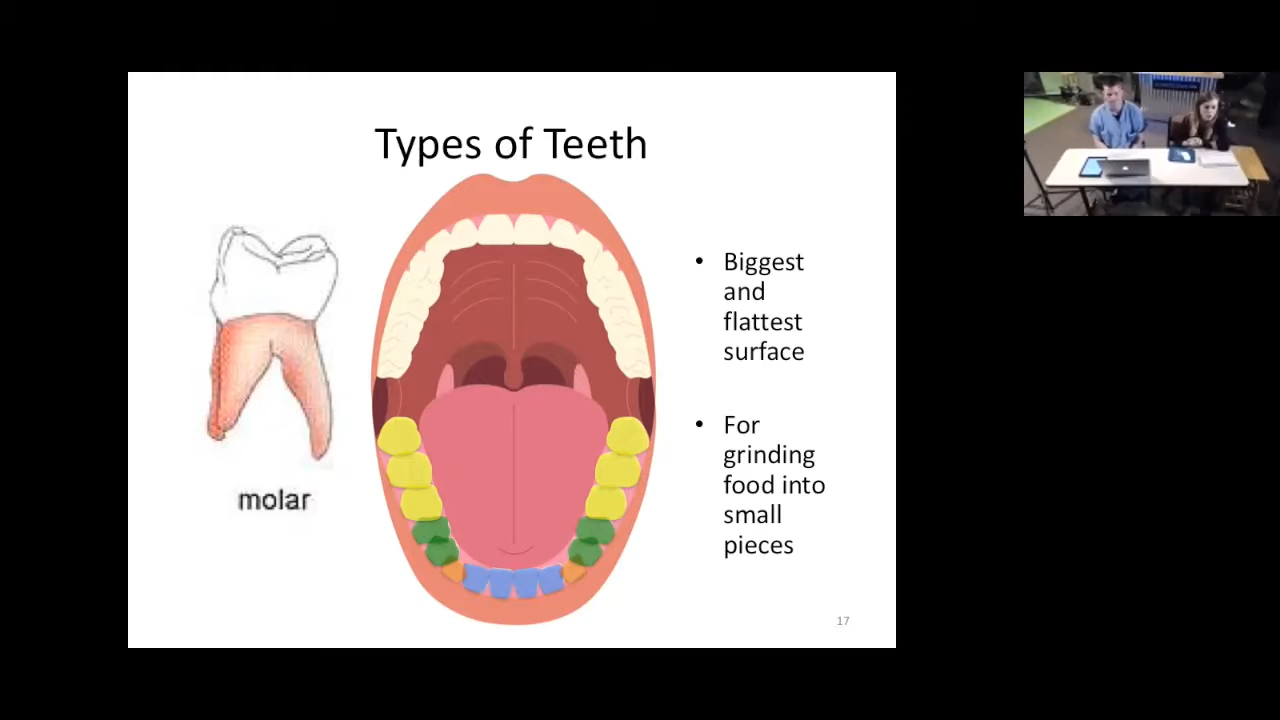 Types of Teeth
molar
• Biggest
and
flattest
surface
• For
grinding
food into
small
pieces
17